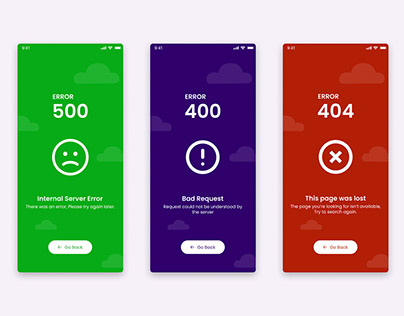 9:41
ERROR
500
Internal Server Error
There was an error, Please try again later.
Go Back
9:41
ERROR
400
Bad Request
Request could not be understood by
the server
Go Back
9:41
ERROR
404
This page was lost
The page you're looking for isn't available,
Try to search again.
Go Back